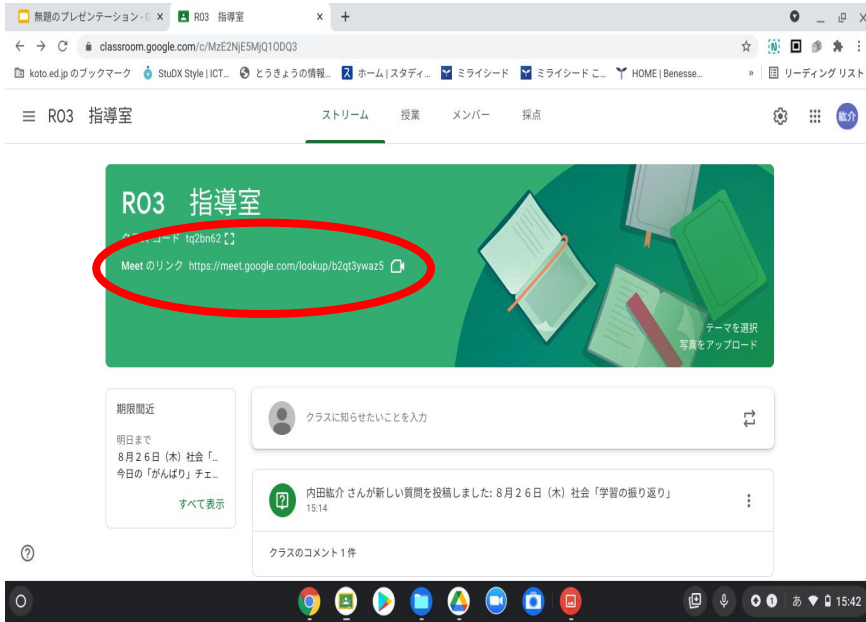 無題のプレゼンテーション - G
R03 指導室
classroom.google.com/c/MzE2NjE5MjQ1ODQ3
koto.ed.jp のブックマーク
StuDX Style | ICT...
とうきょうの情報...
ホーム | スタディ...
ミライシード
ミライシード こ...
HOME | Benesse...
»
リーディング リスト
R03 指導室
ストリーム
授業
メンバー
採点
紘介
R03 指導室
クラス コード tq2bn62
Meet のリンク https://meet.google.com/lookup/b2qt3ywaz5
テーマを選択
写真をアップロード
期限間近
明日まで
8月26日（木）社会「...
今日の「がんばり」チェ...
すべて表示
クラスに知らせたいことを入力
内田紘介 さんが新しい質問を投稿しました: 8月26日（木）社会「学習の振り返り」
15:14
クラスのコメント 1 件
1
あ
15:42